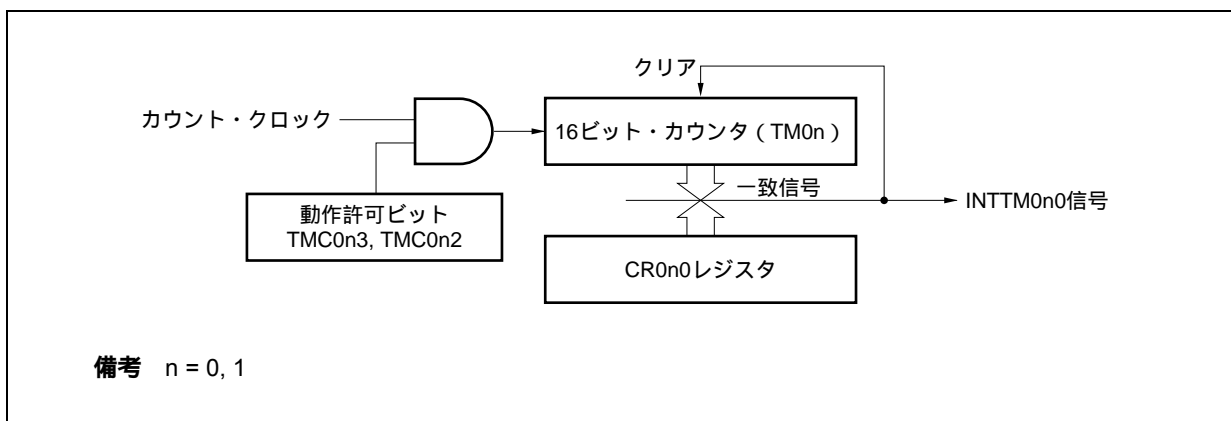 クリア
カウント・クロック
16ビット・カウンタ（TM0n）
一致信号
INTTM0n0信号
動作許可ビット
TMC0n3, TMC0n2
CR0n0レジスタ
備考 n = 0, 1